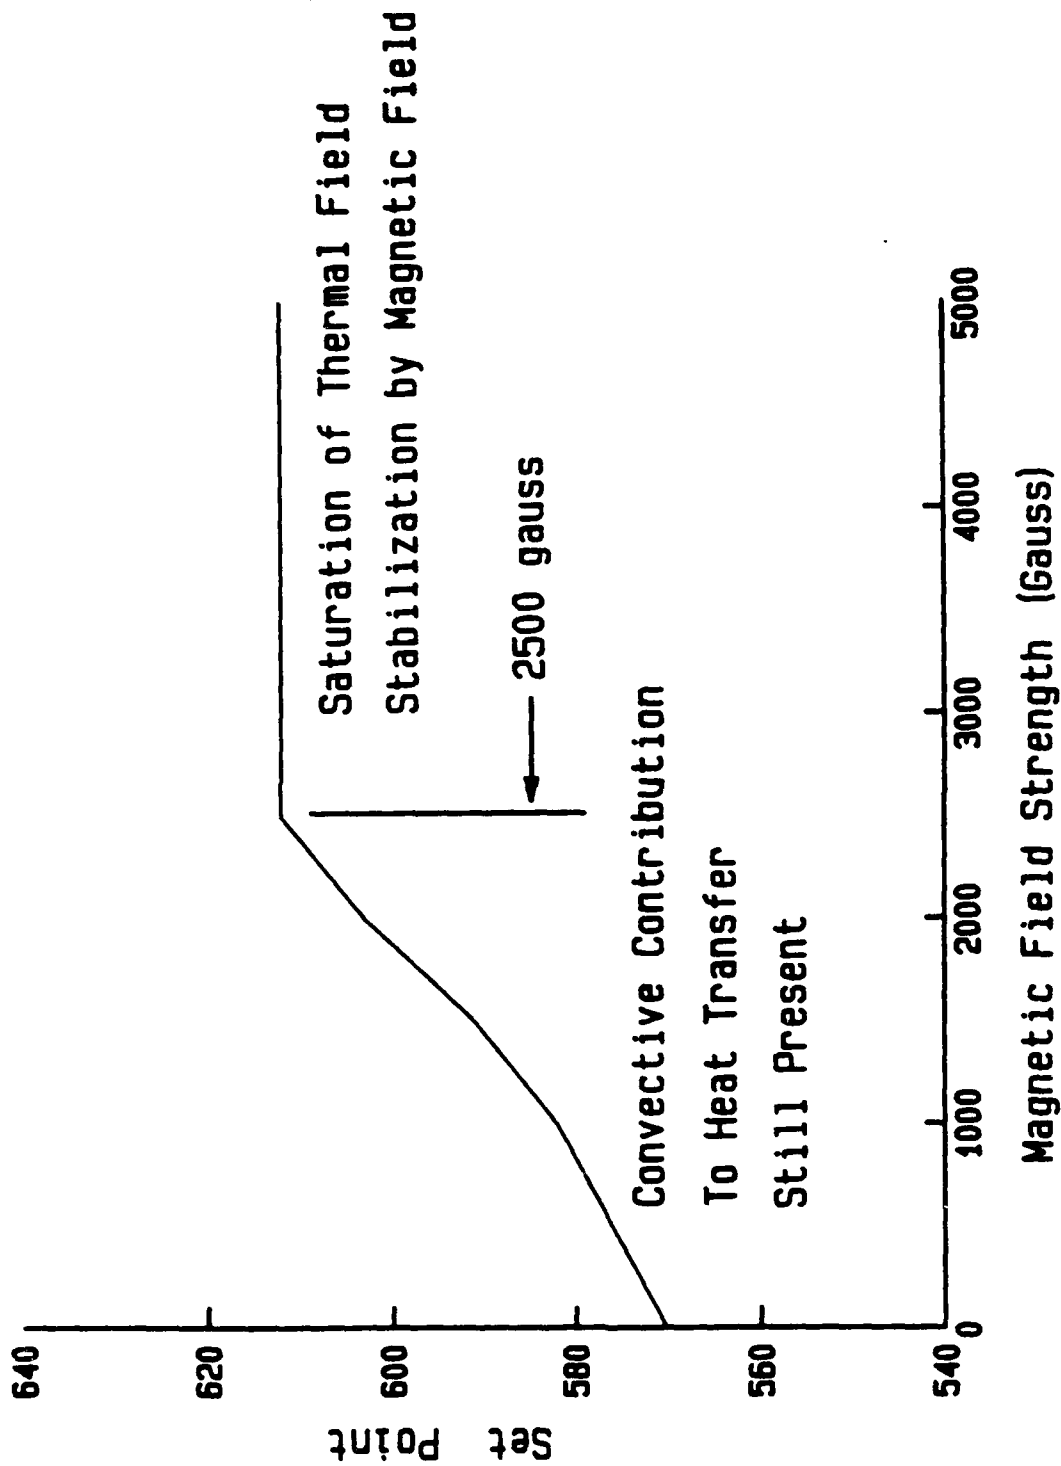 640
620
600
580
560
540
Set
Point
Saturation of Thermal Field
Stabilization by Magnetic Field
2500 gauss
Convective Contribution
To Heat Transfer
Still Present
0
1000
2000
3000
4000
5000
Magnetic Field Strength (Gauss)